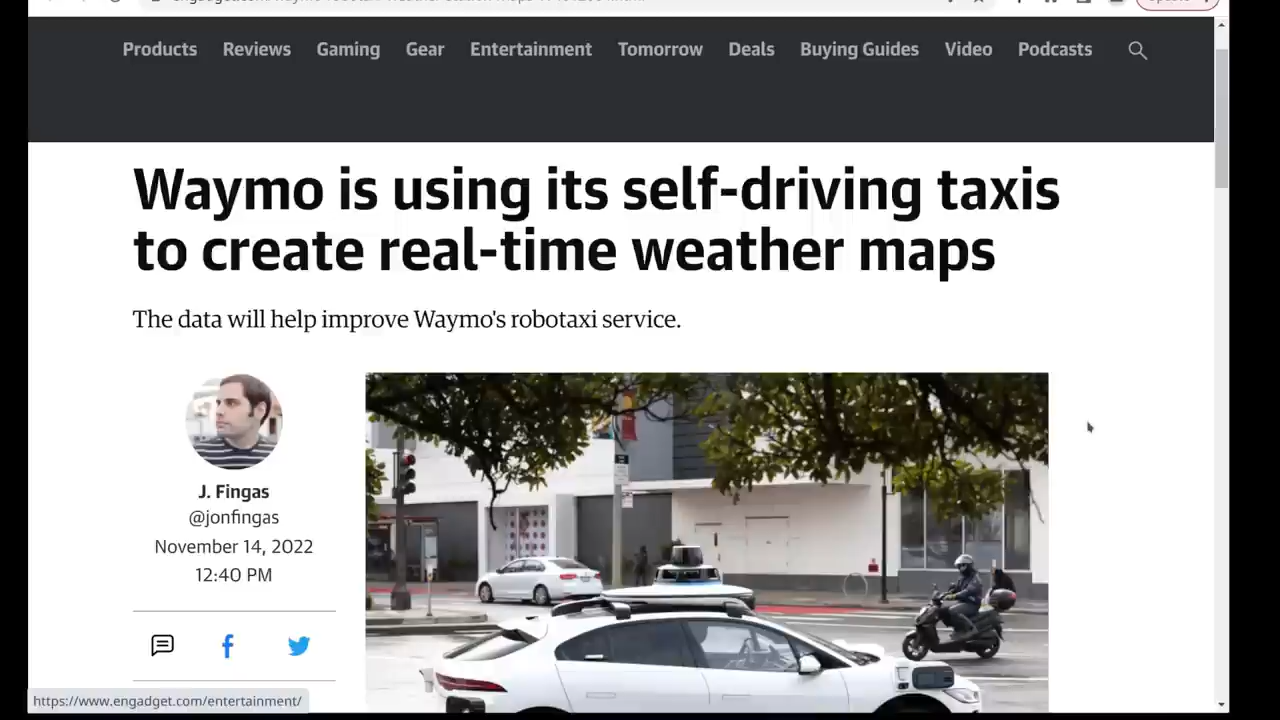 Products Reviews Gaming Gear Entertainment Tomorrow Deals Buying Guides Video Podcasts
Waymo is using its self-driving taxis
to create real-time weather maps
The data will help improve Waymo's robotaxi service.
J. Fingas
@jonfingas
November 14, 2022
12:40 PM
https://www.engadget.com/entertainment/